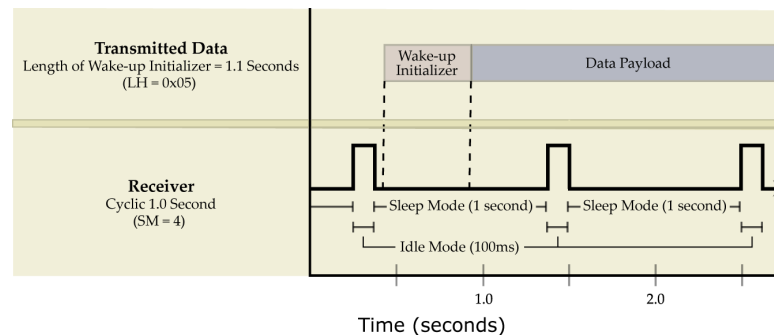 Transmitted Data
Length of Wake-up Initializer = 1.1 Seconds
(LH = 0x05)
Wake-up
Initializer
Data Payload
Receiver
Cyclic 1.0 Second
(SM = 4)
Sleep Mode (1 second)
Sleep Mode (1 second)
Idle Mode (100ms)
1.0
2.0
Time (seconds)